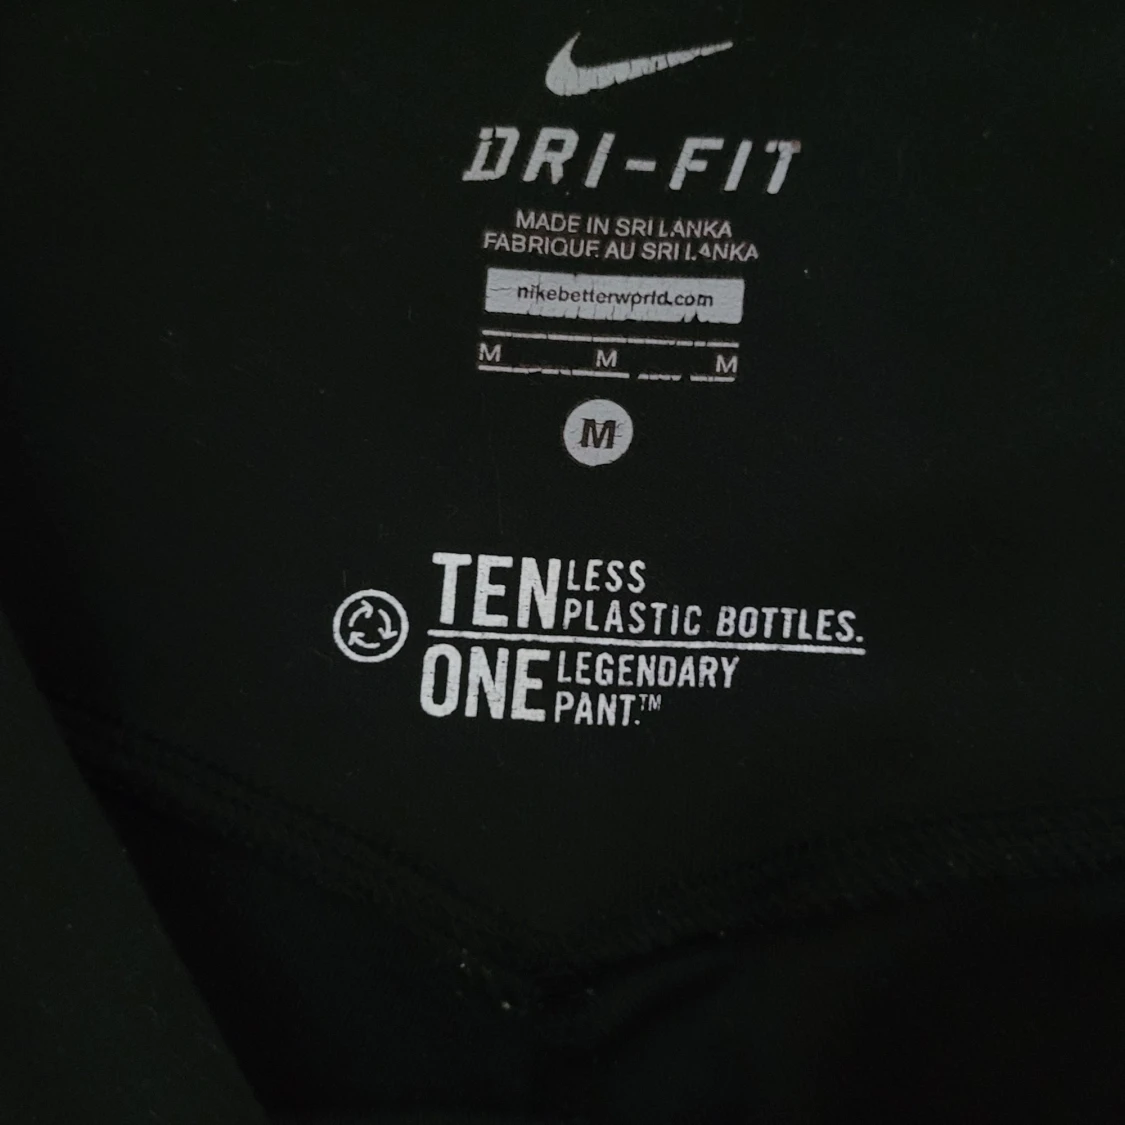 DRI-FIT
MADE IN SRI LANKA
FABRIQUE AU SRI LANKA
nikebetterworld.com
M M M
M
TEN LESS
PLASTIC BOTTLES.
ONE LEGENDARY
PANT.™